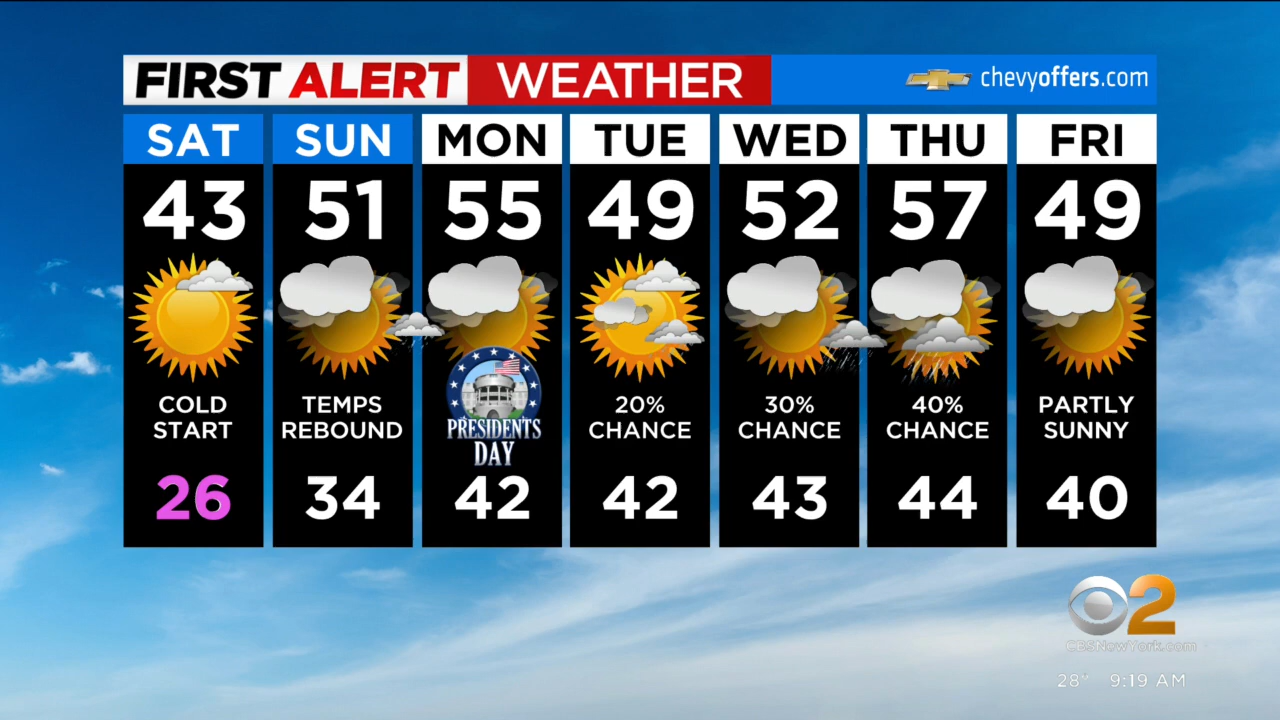 FIRST ALERT WEATHER
chevyoffers.com
SAT SUN MON TUE WED THU FRI
43 51 55 49 52 57 49
COLD START
TEMPS REBOUND
PRESIDENTS DAY
20% CHANCE
30% CHANCE
40% CHANCE
PARTLY SUNNY
26 34 42 42 43 44 40
2
CBSNewYork.com
28° 9:19 AM